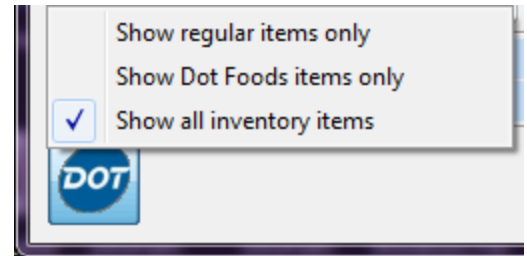 Show regular items only
Show Dot Foods items only
Show all inventory items
DOT